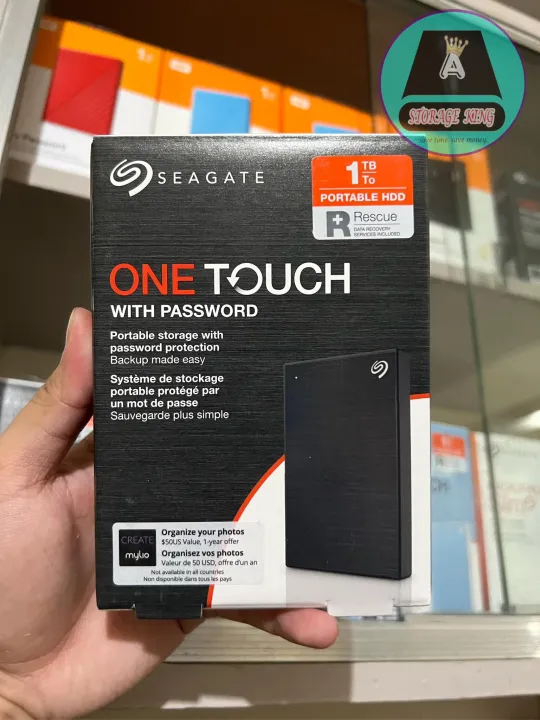 A
STORAGE KING
SEAGATE
1 TB
To
PORTABLE HDD
R Rescue
DATA RECOVERY
SERVICES INCLUDED
ONE TOUCH
WITH PASSWORD
Portable storage with
password protection
Backup made easy
Système de stockage
portable protégé par
un mot de passe
Sauvegarde plus simple
CREATE
mylio
Organize your photos
$50US Value, 1-year offer
Organisez vos photos
Valeur de 50 USD, offre d'un an
Not available in all countries
Non disponible dans tous les pays